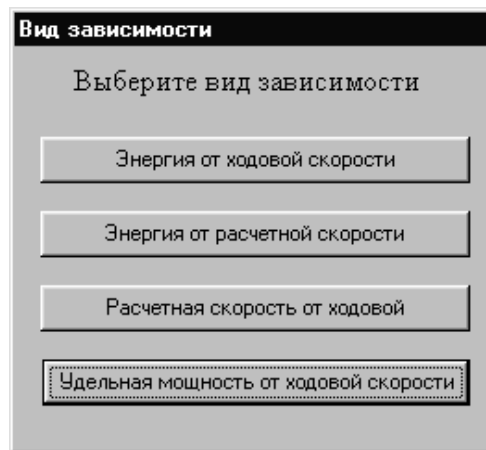 Вид зависимости
Выберите вид зависимости
Энергия от ходовой скорости
Энергия от расчетной скорости
Расчетная скорость от ходовой
Удельная мощность от ходовой скорости